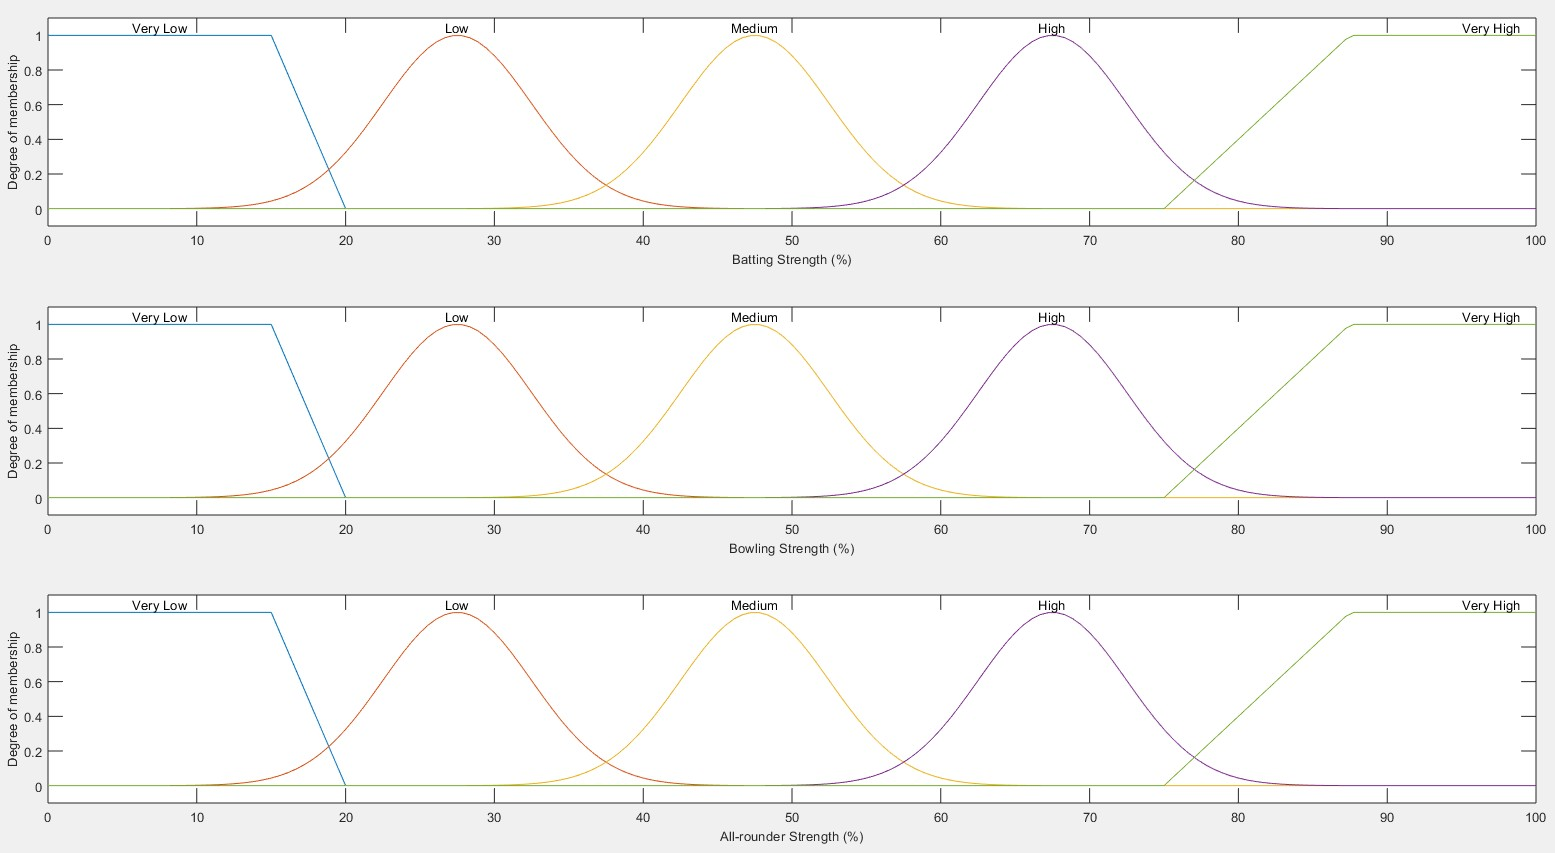 Very Low Low Medium High Very High
1
0.8
0.6
0.4
0.2
0
Degree of membership
0 10 20 30 40 50 60 70 80 90 100
Batting Strength (%)
Very Low Low Medium High Very High
1
0.8
0.6
0.4
0.2
0
Degree of membership
0 10 20 30 40 50 60 70 80 90 100
Bowling Strength (%)
Very Low Low Medium High Very High
1
0.8
0.6
0.4
0.2
0
Degree of membership
0 10 20 30 40 50 60 70 80 90 100
All-rounder Strength (%)